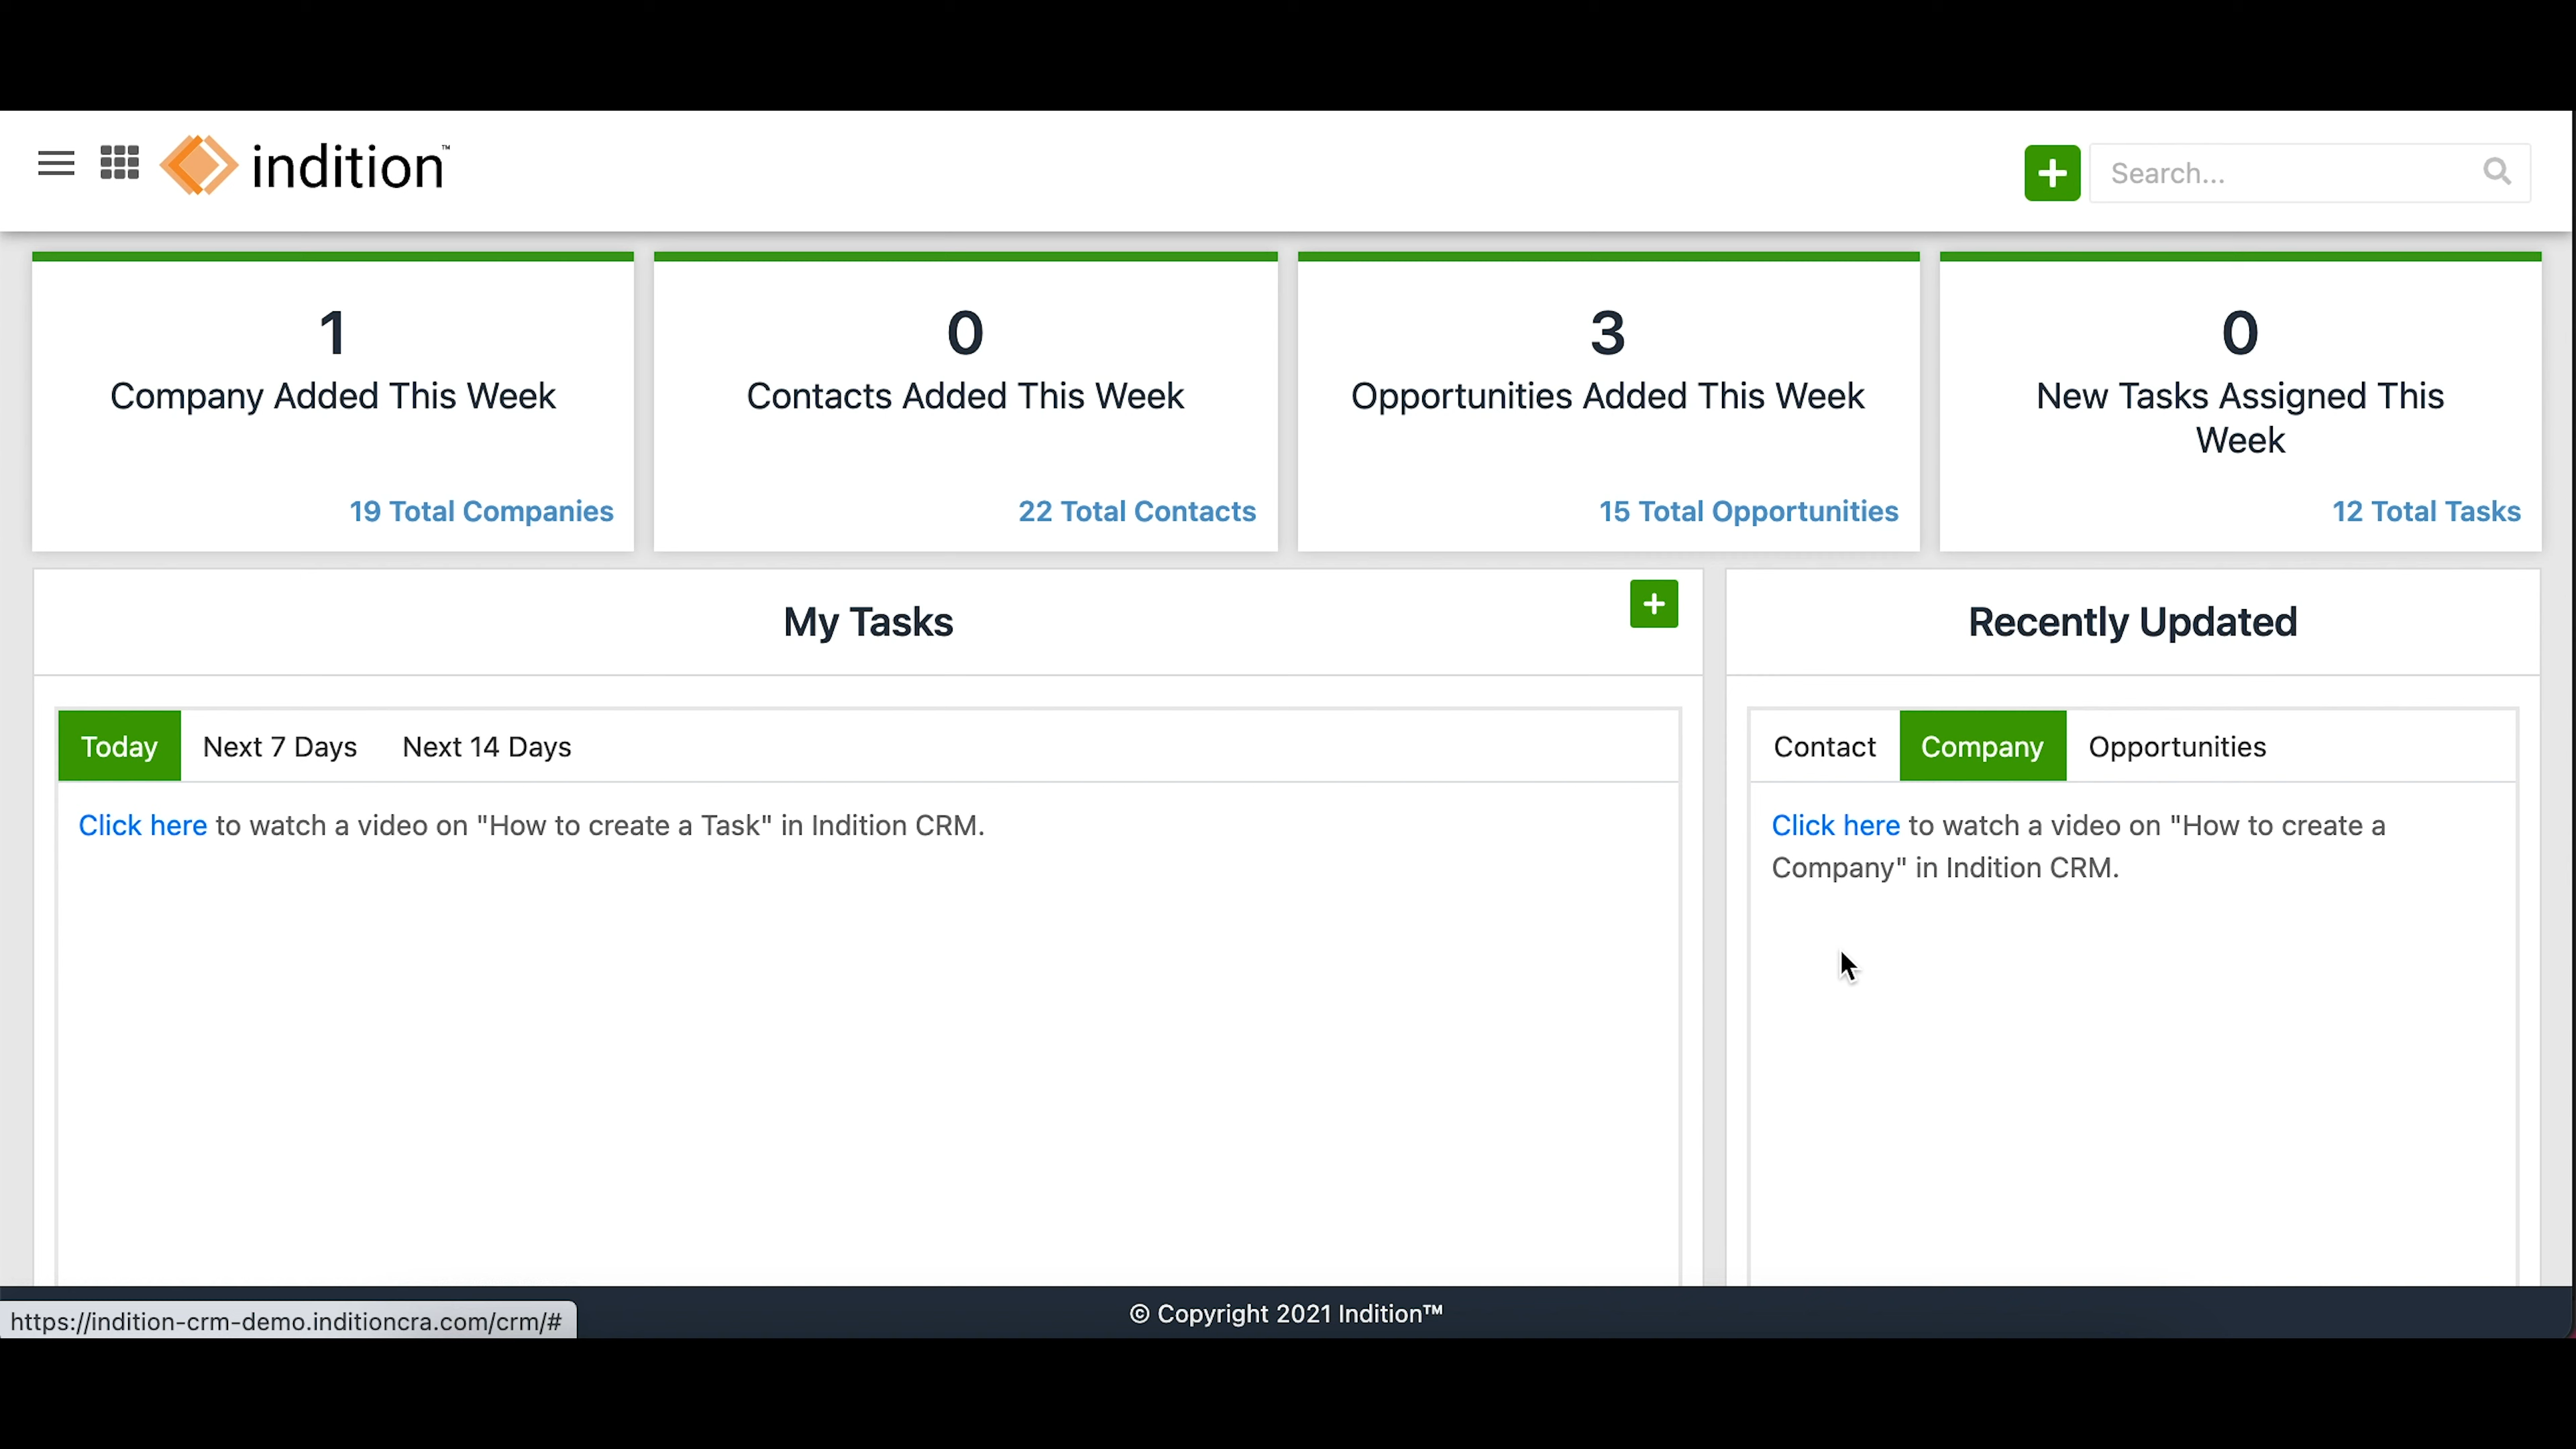 indition™
Search...
1
Company Added This Week
19 Total Companies
0
Contacts Added This Week
22 Total Contacts
3
Opportunities Added This Week
15 Total Opportunities
0
New Tasks Assigned This
Week
12 Total Tasks
My Tasks
Today Next 7 Days Next 14 Days
Click here to watch a video on "How to create a Task" in Indition CRM.
Recently Updated
Contact Company Opportunities
Click here to watch a video on "How to create a
Company" in Indition CRM.
https://indition-crm-demo.inditioncra.com/crm/#
© Copyright 2021 Indition™